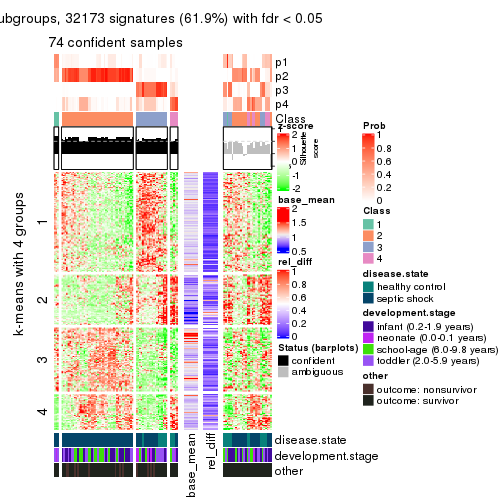 ubgroups, 32173 signatures (61.9%) with fdr < 0.05
74 confident samples
p1
p2
p3
p4
Class
z-score
2
1
0
-1
-2
Silhouette
score
base_mean
2
1.5
1
0.5
rel_diff
1
0.8
0.6
0.4
0.2
0
Status (barplots)
confident
ambiguous
Prob
1
0.8
0.6
0.4
0.2
0
Class
1
2
3
4
disease.state
healthy control
septic shock
development.stage
infant (0.2-1.9 years)
neonate (0.0-0.1 years)
school-age (6.0-9.8 years)
toddler (2.0-5.9 years)
other
outcome: nonsurvivor
outcome: survivor
k-means with 4 groups
1
2
3
4
disease.state
development.stage
other
base_mean
rel_diff